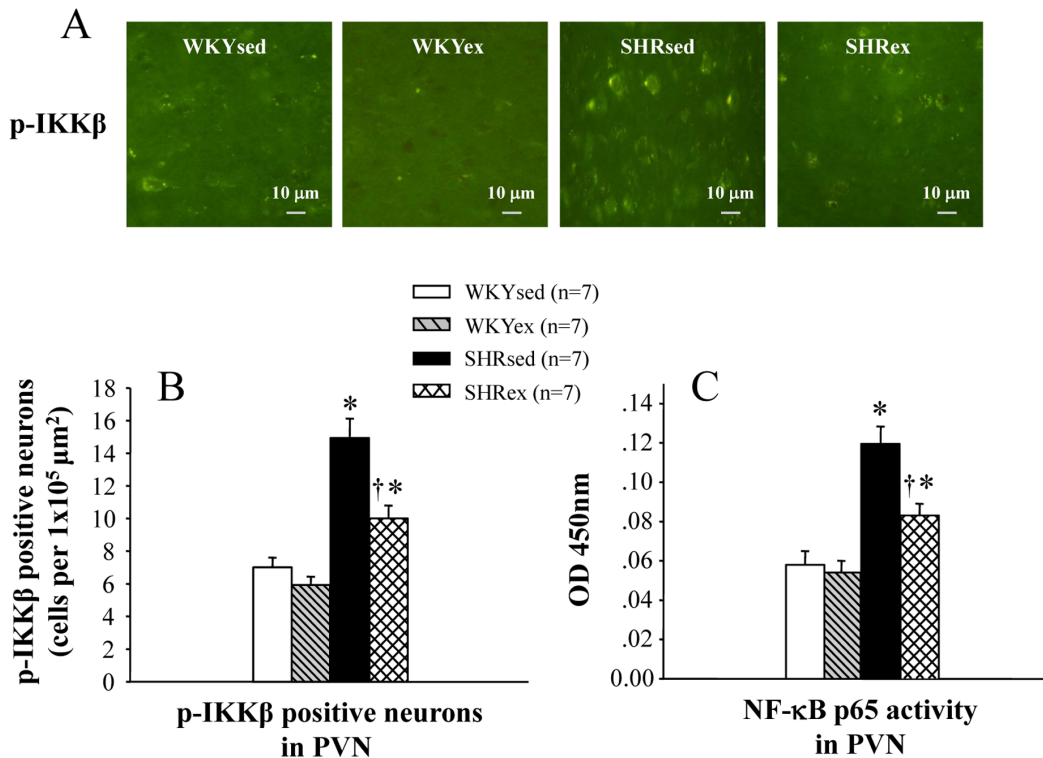 A
WKYsed
WKYex
SHRsed
SHRex
p-IKKβ
10 μm
10 μm
10 μm
10 μm
WKYsed (n=7)
WKYex (n=7)
SHRsed (n=7)
SHRex (n=7)
B
p-IKKβ positive neurons
(cells per 1x10⁵ μm²)
18
16
14
12
10
8
6
4
2
0
*
†*
p-IKKβ positive neurons
in PVN
C
OD 450nm
.14
.12
.10
.08
.06
.04
.02
0.00
*
†*
NF-κB p65 activity
in PVN